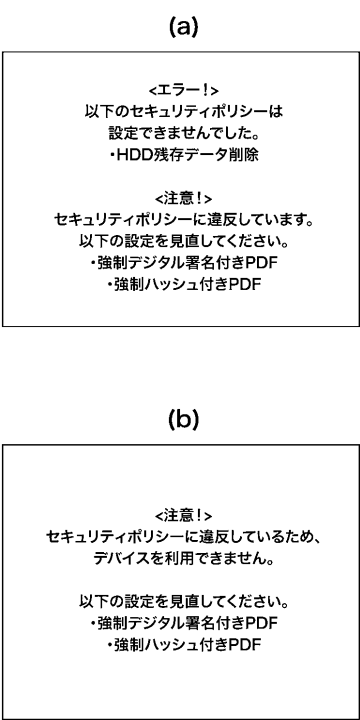 (a)
<エラー!>
以下のセキュリティポリシーは
設定できませんでした。
・HDD残存データ削除
<注意!>
セキュリティポリシーに違反しています。
以下の設定を見直してください。
・強制デジタル署名付きPDF
・強制ハッシュ付きPDF
(b)
<注意!>
セキュリティポリシーに違反しているため、
デバイスを利用できません。
以下の設定を見直してください。
・強制デジタル署名付きPDF
・強制ハッシュ付きPDF